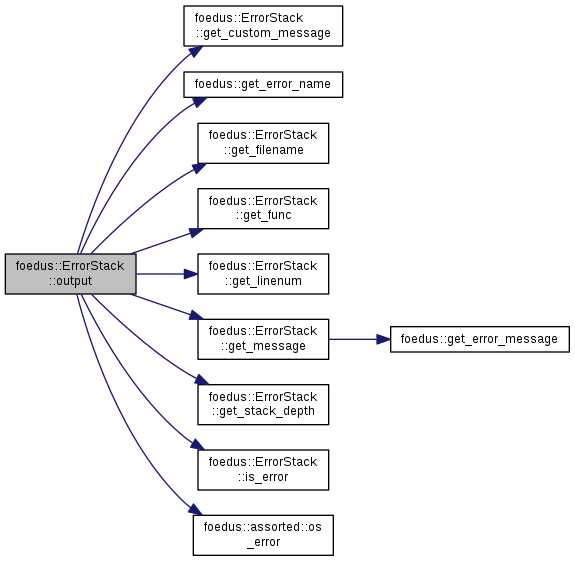 foedus::ErrorStack
::get_custom_message
foedus::get_error_name
foedus::ErrorStack
::get_filename
foedus::ErrorStack
::get_func
foedus::ErrorStack
::output
foedus::ErrorStack
::get_linenum
foedus::ErrorStack
::get_message
foedus::get_error_message
foedus::ErrorStack
::get_stack_depth
foedus::ErrorStack
::is_error
foedus::assorted::os
_error